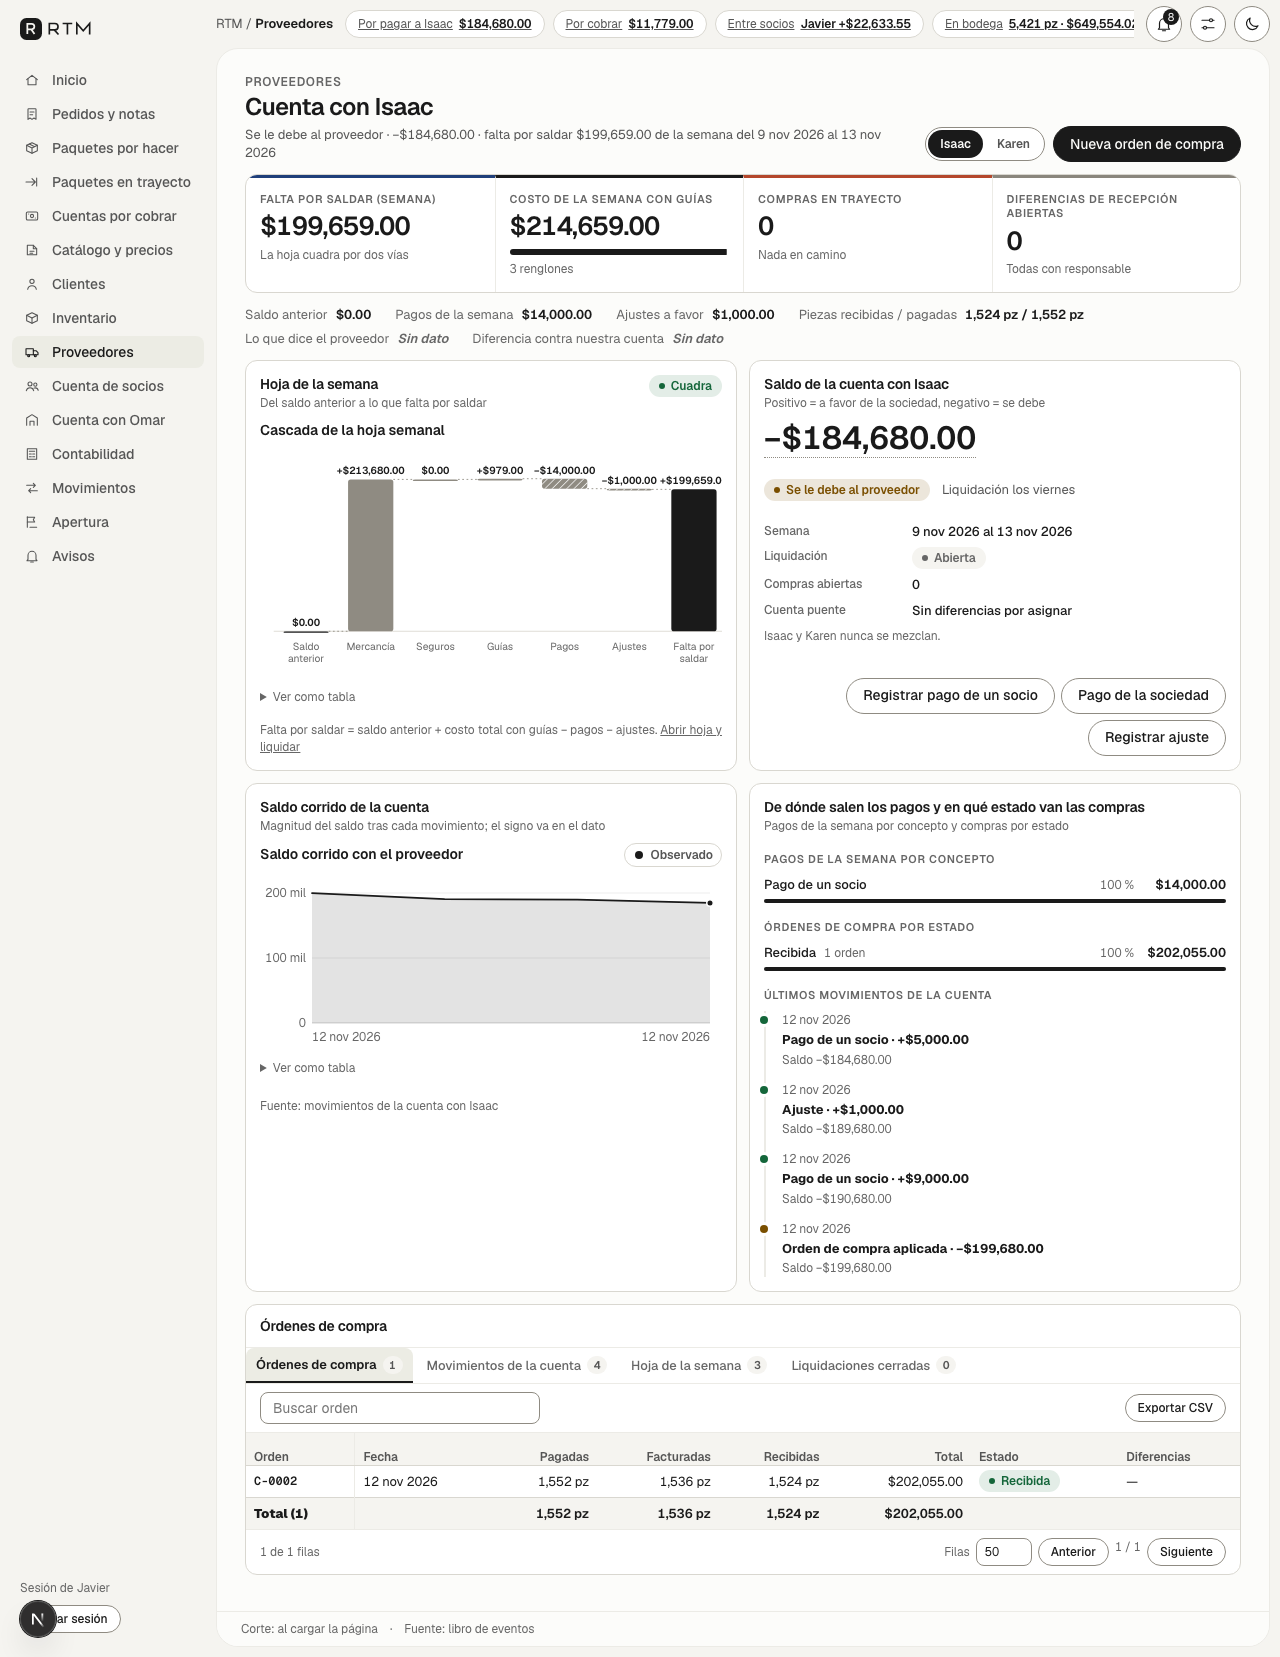 R RTM
RTM / Proveedores
Por pagar a Isaac $184,680.00
Por cobrar $11,779.00
Entre socios Javier +$22,633.55
En bodega 5,421 pz · $649,554.02
8
Inicio
Pedidos y notas
Paquetes por hacer
Paquetes en trayecto
Cuentas por cobrar
Catálogo y precios
Clientes
Inventario
Proveedores
Cuenta de socios
Cuenta con Omar
Contabilidad
Movimientos
Apertura
Avisos
PROVEEDORES
Cuenta con Isaac
Se le debe al proveedor · −$184,680.00 · falta por saldar $199,659.00 de la semana del 9 nov 2026 al 13 nov
2026
Isaac Karen
Nueva orden de compra
FALTA POR SALDAR (SEMANA)
$199,659.00
La hoja cuadra por dos vías
COSTO DE LA SEMANA CON GUÍAS
$214,659.00
3 renglones
COMPRAS EN TRAYECTO
0
Nada en camino
DIFERENCIAS DE RECEPCIÓN
ABIERTAS
0
Todas con responsable
Saldo anterior $0.00 Pagos de la semana $14,000.00 Ajustes a favor $1,000.00 Piezas recibidas / pagadas 1,524 pz / 1,552 pz
Lo que dice el proveedor Sin dato Diferencia contra nuestra cuenta Sin dato
Hoja de la semana
Cuadra
Del saldo anterior a lo que falta por saldar
Cascada de la hoja semanal
+$213,680.00 $0.00 +$979.00 −$14,000.00 −$1,000.00 +$199,659.0
$0.00
Saldo anterior Mercancía Seguros Guías Pagos Ajustes Falta por saldar
Ver como tabla
Falta por saldar = saldo anterior + costo total con guías − pagos − ajustes. Abrir hoja y
liquidar
Saldo de la cuenta con Isaac
Positivo = a favor de la sociedad, negativo = se debe
−$184,680.00
Se le debe al proveedor Liquidación los viernes
Semana 9 nov 2026 al 13 nov 2026
Liquidación Abierta
Compras abiertas 0
Cuenta puente Sin diferencias por asignar
Isaac y Karen nunca se mezclan.
Registrar pago de un socio Pago de la sociedad
Registrar ajuste
Saldo corrido de la cuenta
Magnitud del saldo tras cada movimiento; el signo va en el dato
Saldo corrido con el proveedor Observado
200 mil
100 mil
0
12 nov 2026 12 nov 2026
Ver como tabla
Fuente: movimientos de la cuenta con Isaac
De dónde salen los pagos y en qué estado van las compras
Pagos de la semana por concepto y compras por estado
PAGOS DE LA SEMANA POR CONCEPTO
Pago de un socio 100 % $14,000.00
ÓRDENES DE COMPRA POR ESTADO
Recibida 1 orden 100 % $202,055.00
ÚLTIMOS MOVIMIENTOS DE LA CUENTA
12 nov 2026
Pago de un socio · +$5,000.00
Saldo −$184,680.00
12 nov 2026
Ajuste · +$1,000.00
Saldo −$189,680.00
12 nov 2026
Pago de un socio · +$9,000.00
Saldo −$190,680.00
12 nov 2026
Orden de compra aplicada · −$199,680.00
Saldo −$199,680.00
Órdenes de compra
Órdenes de compra 1 Movimientos de la cuenta 4 Hoja de la semana 3 Liquidaciones cerradas 0
Buscar orden
Exportar CSV
Orden Fecha Pagadas Facturadas Recibidas Total Estado Diferencias
C-0002 12 nov 2026 1,552 pz 1,536 pz 1,524 pz $202,055.00 Recibida —
Total (1) 1,552 pz 1,536 pz 1,524 pz $202,055.00
1 de 1 filas
Filas 50 Anterior 1 / 1 Siguiente
Sesión de Javier
N ar sesión
Corte: al cargar la página · Fuente: libro de eventos